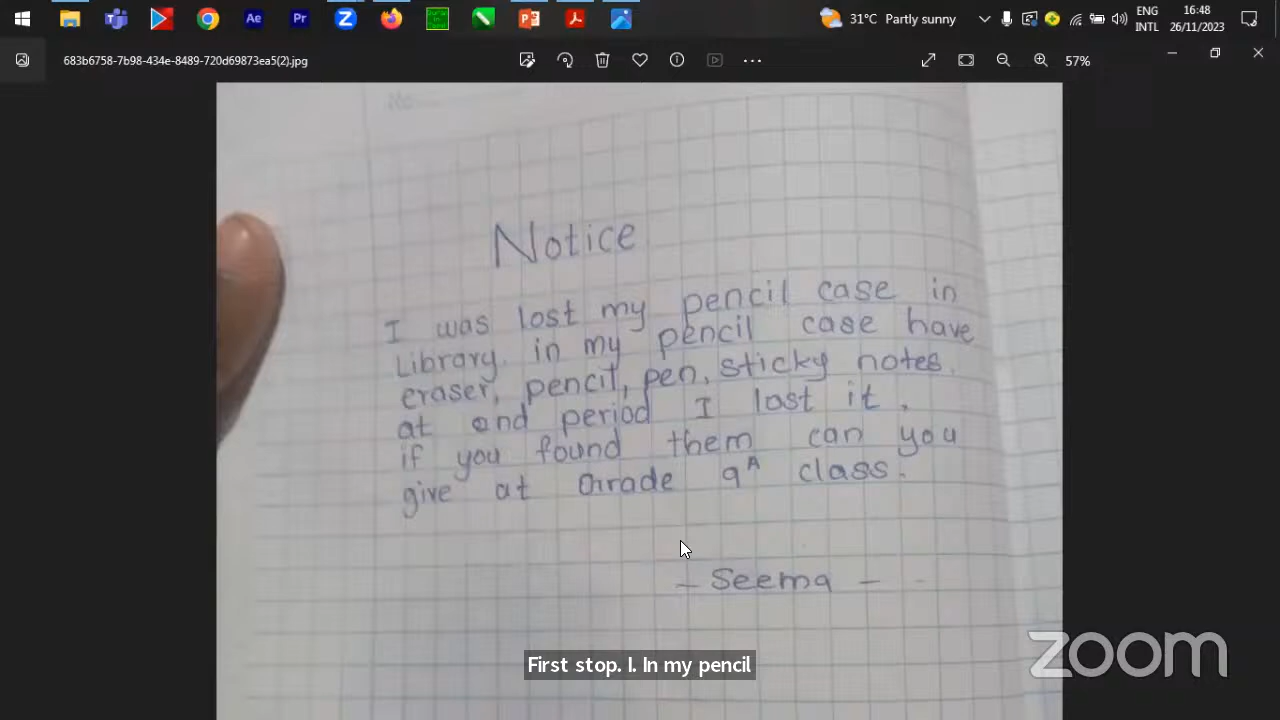 Ae
Pr
31°C Partly sunny
ENG
INTL
16:48
26/11/2023
683b6758-7b98-434e-8489-720d69873ea5(2).jpg
57%
Notice
I was lost my pencil case in
Library. in my pencil case have
eraser, pencil, pen, sticky notes.
at end period I lost it.
if you found them can you
give at Grade 9A class.
- Seema -
First stop. I. In my pencil
zoom